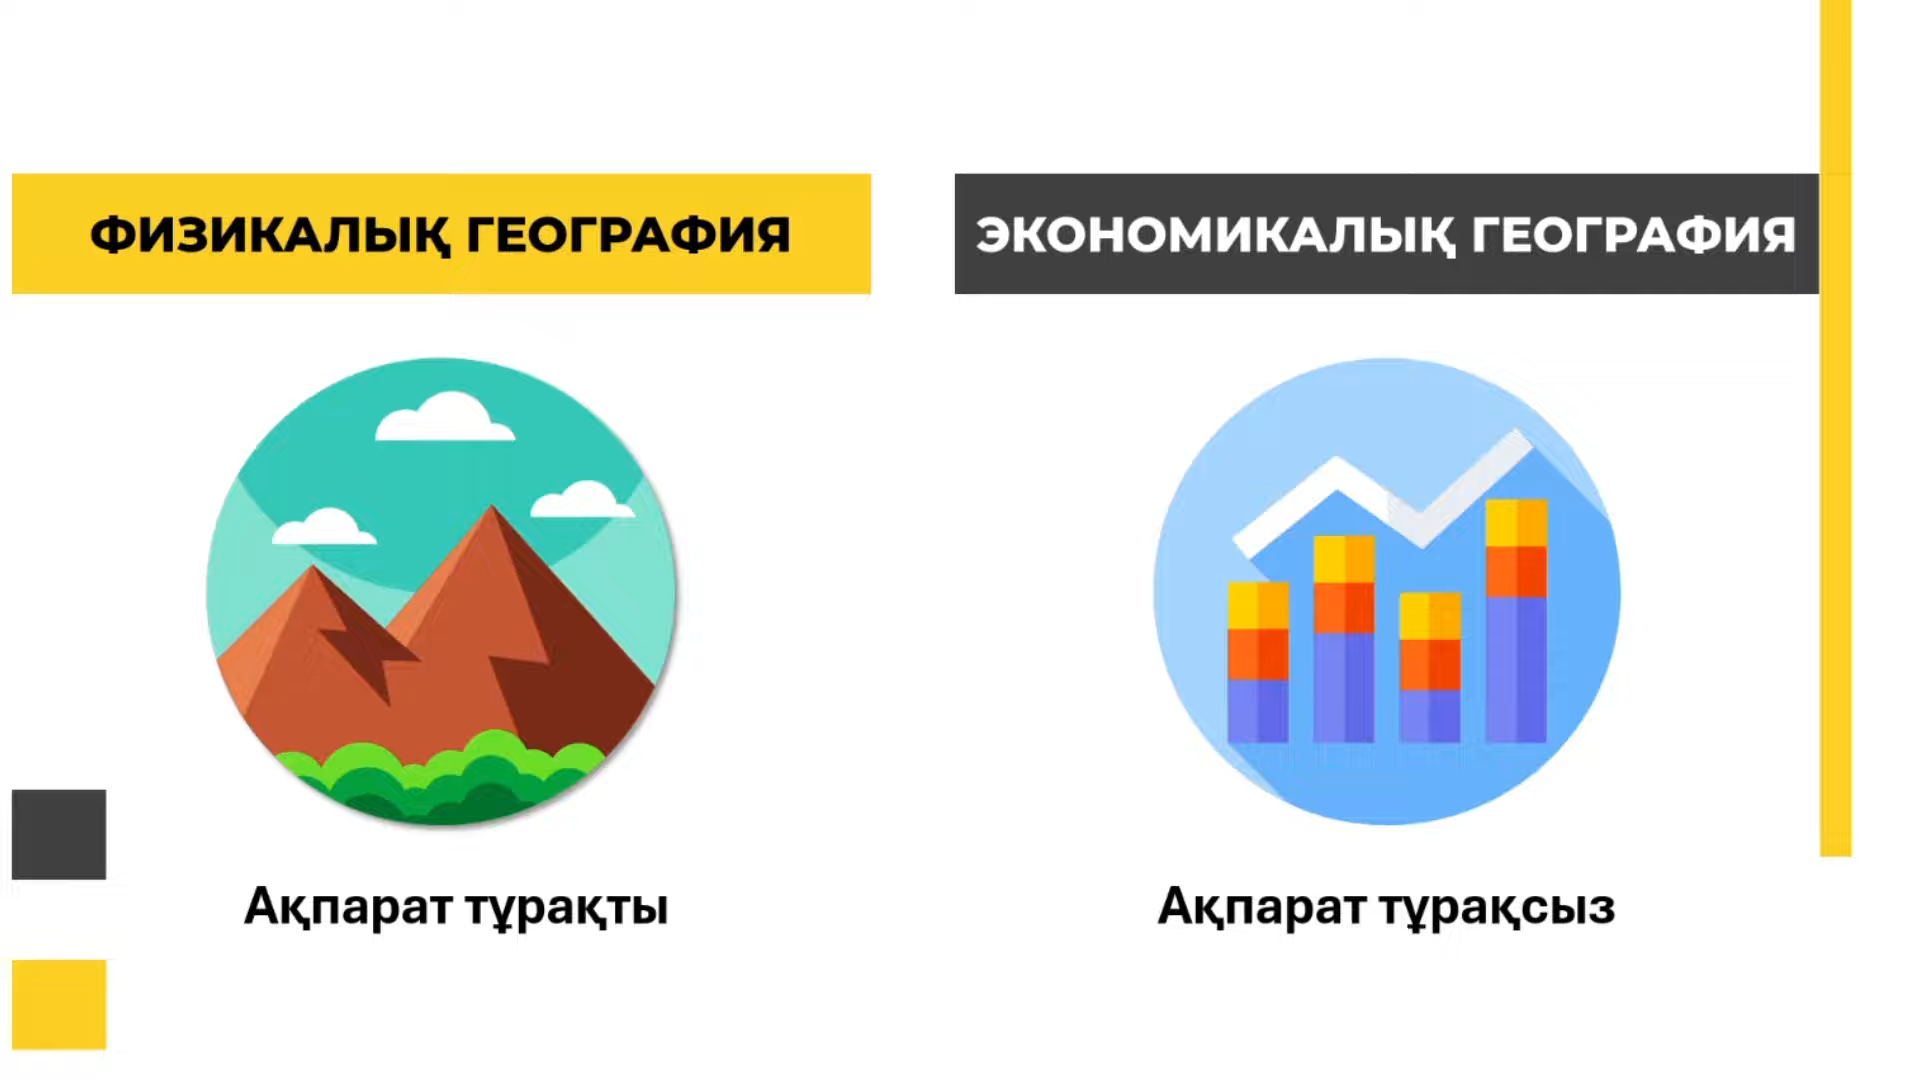 ФИЗИКАЛЫҚ ГЕОГРАФИЯ
ЭКОНОМИКАЛЫҚ ГЕОГРАФИЯ
Ақпарат тұрақты
Ақпарат тұрақсыз